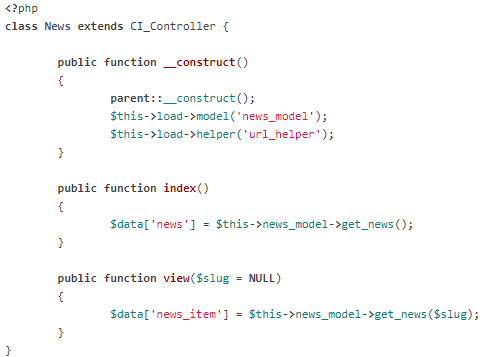 <?php
class News extends CI_Controller {
public function __construct()
{
parent::__construct();
$this->load->model('news_model');
$this->load->helper('url_helper');
}
public function index()
{
$data['news'] = $this->news_model->get_news();
}
public function view($slug = NULL)
{
$data['news_item'] = $this->news_model->get_news($slug);
}
}